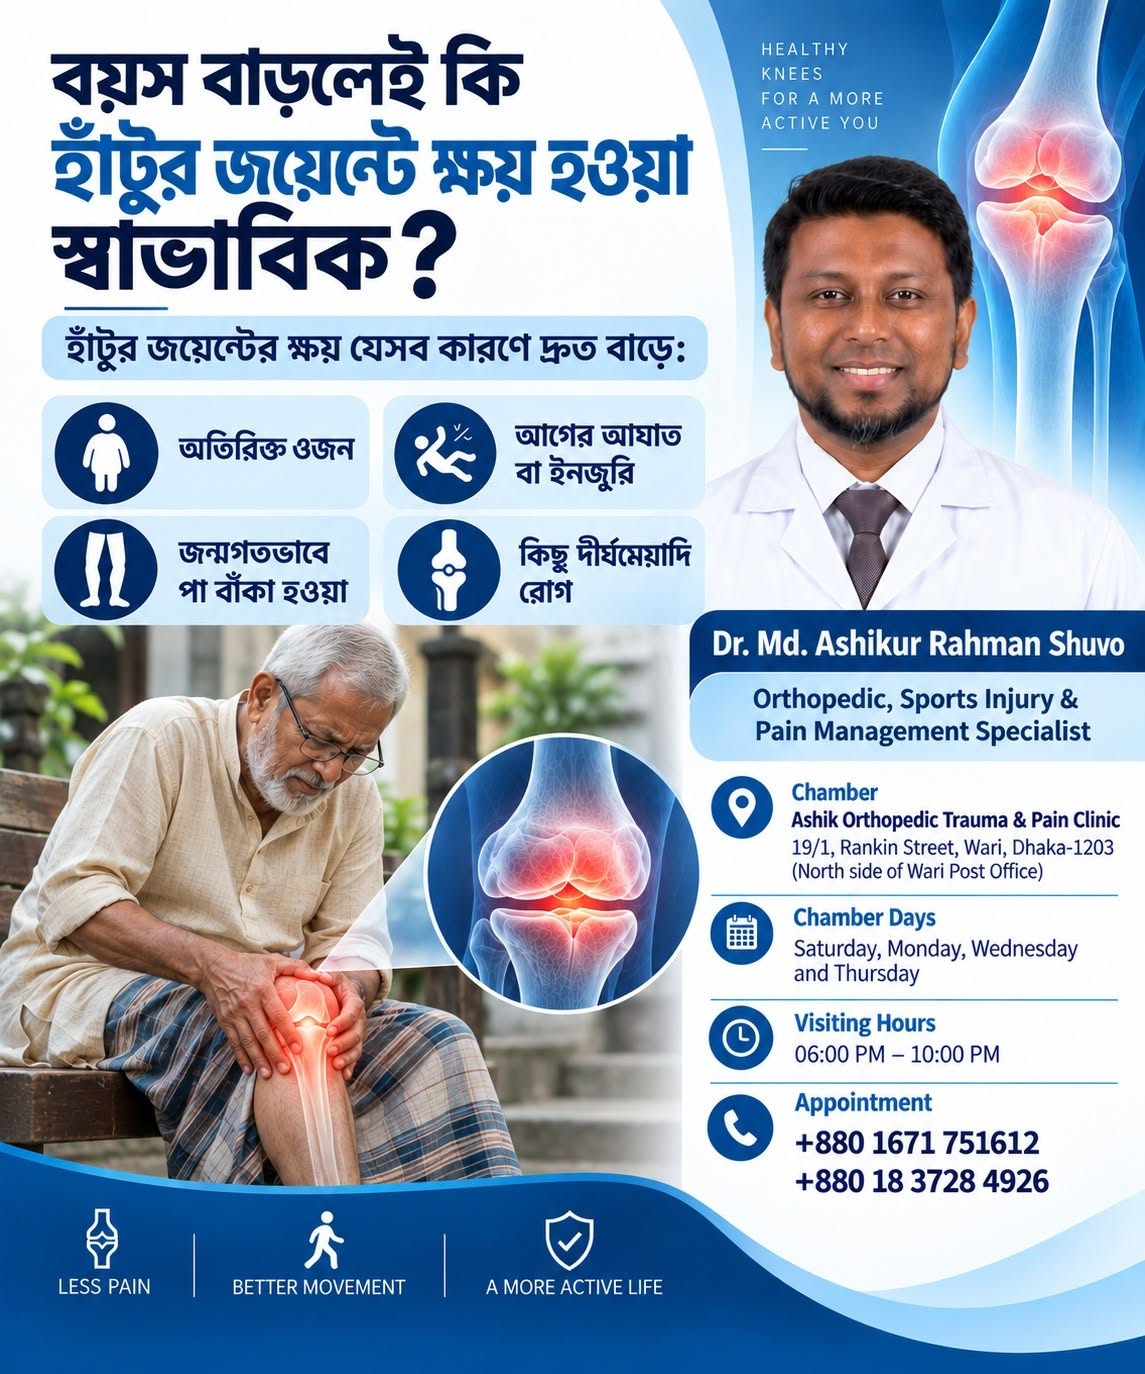 বয়স বাড়লেই কি
হাঁটুর জয়েন্টে ক্ষয় হওয়া
স্বাভাবিক?
হাঁটুর জয়েন্টের ক্ষয় যেসব কারণে দ্রুত বাড়ে:
অতিরিক্ত ওজন
আগের আঘাত
বা ইনজুরি
জন্মগতভাবে
পা বাঁকা হওয়া
কিছু দীর্ঘমেয়াদি
রোগ
HEALTHY
KNEES
FOR A MORE
ACTIVE YOU
Dr. Md. Ashikur Rahman Shuvo
Orthopedic, Sports Injury &
Pain Management Specialist
Chamber
Ashik Orthopedic Trauma & Pain Clinic
19/1, Rankin Street, Wari, Dhaka-1203
(North side of Wari Post Office)
Chamber Days
Saturday, Monday, Wednesday
and Thursday
Visiting Hours
06:00 PM – 10:00 PM
Appointment
+880 1671 751612
+880 18 3728 4926
LESS PAIN
BETTER MOVEMENT
A MORE ACTIVE LIFE